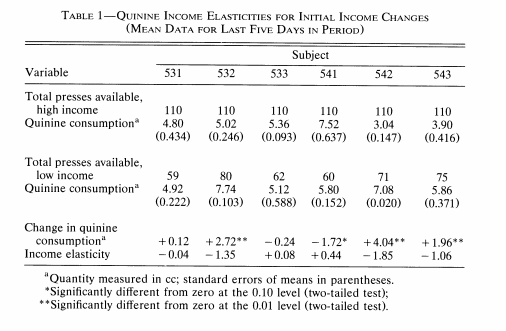 TABLE 1—QUININE INCOME ELASTICITIES FOR INITIAL INCOME CHANGES
(MEAN DATA FOR LAST FIVE DAYS IN PERIOD)
Subject
Variable 531 532 533 541 542 543
Total presses available,
high income 110 110 110 110 110 110
Quinine consumptionᵃ 4.80 5.02 5.36 7.52 3.04 3.90
(0.434) (0.246) (0.093) (0.637) (0.147) (0.416)
Total presses available,
low income 59 80 62 60 71 75
Quinine consumptionᵃ 4.92 7.74 5.12 5.80 7.08 5.86
(0.222) (0.103) (0.588) (0.152) (0.020) (0.371)
Change in quinine
consumptionᵃ +0.12 +2.72** −0.24 −1.72* +4.04** +1.96**
Income elasticity −0.04 −1.35 +0.08 +0.44 −1.85 −1.06
ᵃQuantity measured in cc; standard errors of means in parentheses.
*Significantly different from zero at the 0.10 level (two-tailed test);
**Significantly different from zero at the 0.01 level (two-tailed test).